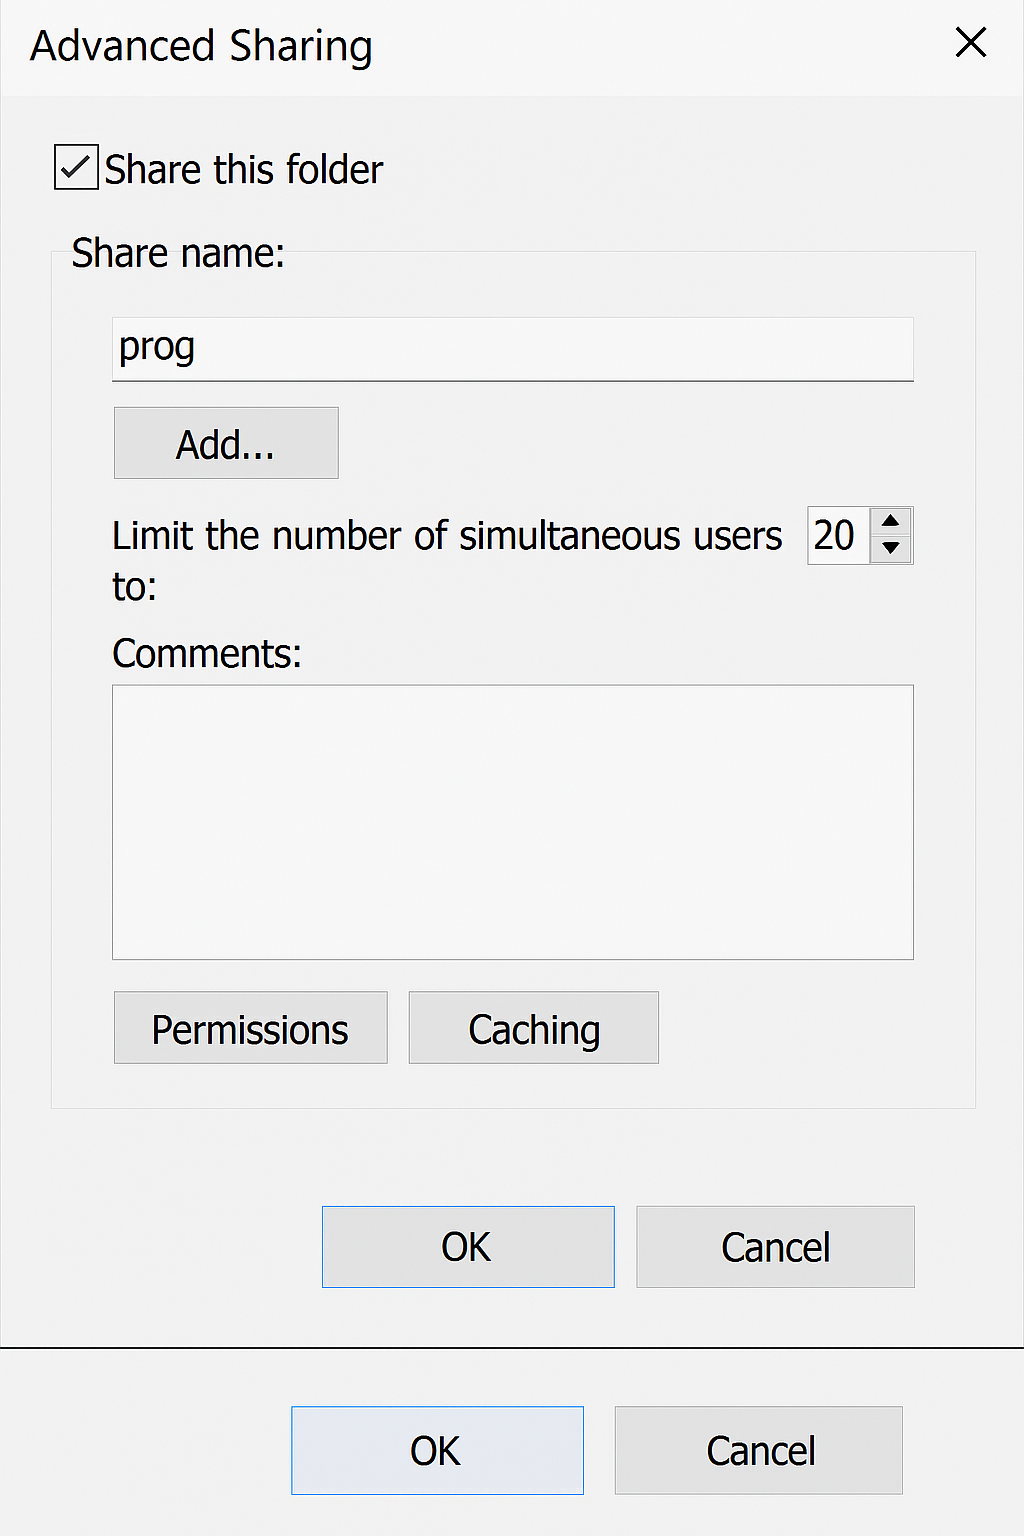 Advanced Sharing
Share this folder
Share name:
prog
Add...
Limit the number of simultaneous users 20
to:
Comments:
Permissions Caching
OK Cancel
OK Cancel